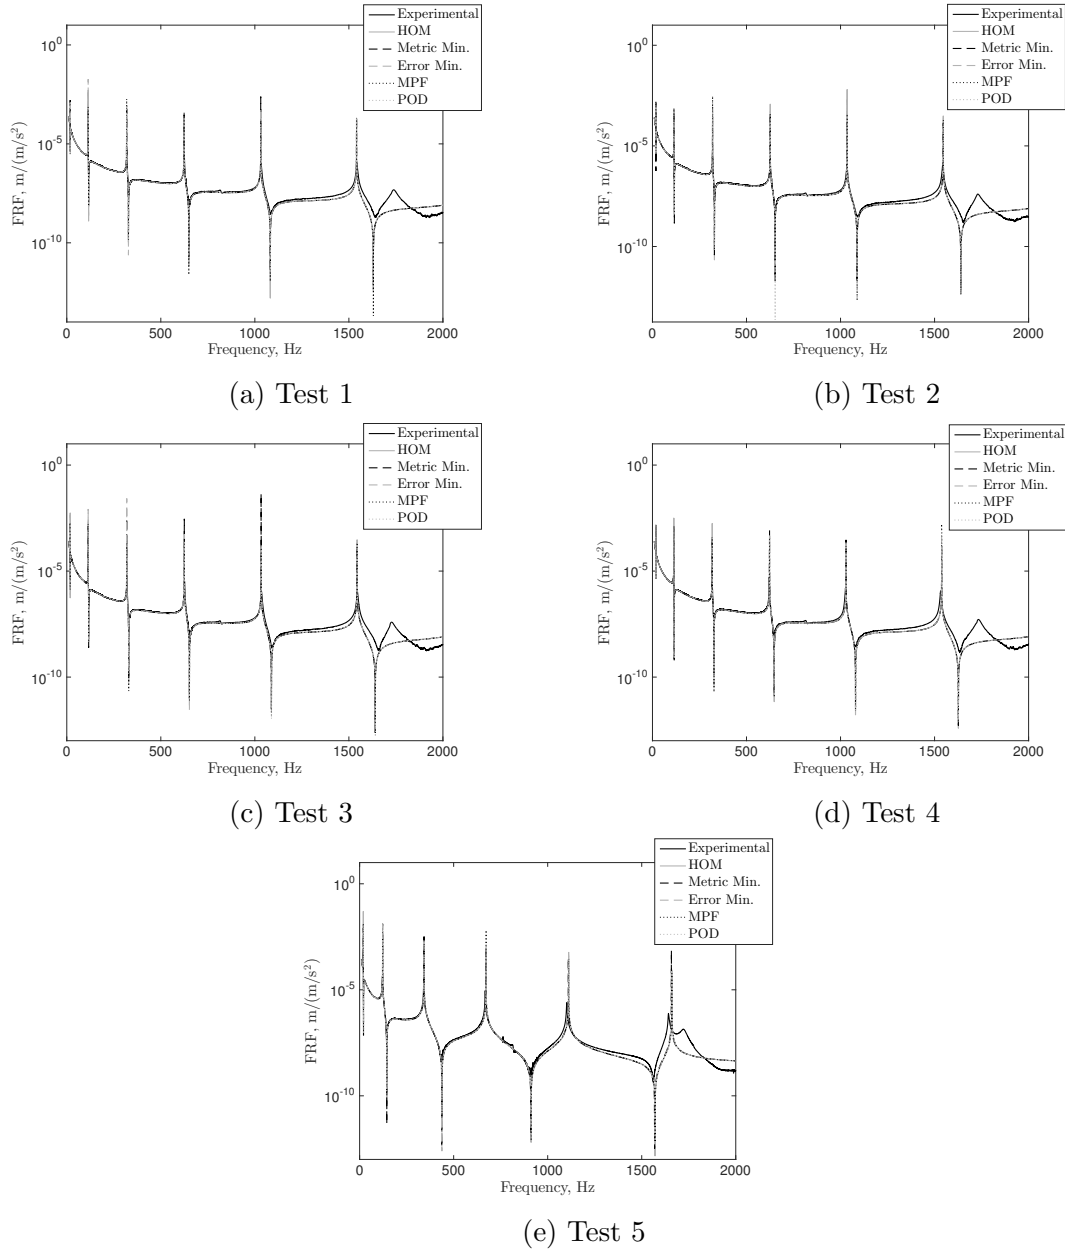 Experimental
HOM
Metric Min.
Error Min.
MPF
POD
10^0
10^-5
10^-10
FRF, m/(m/s^2)
0 500 1000 1500 2000
Frequency, Hz
(a) Test 1
Experimental
HOM
Metric Min.
Error Min.
MPF
POD
10^0
10^-5
10^-10
FRF, m/(m/s^2)
0 500 1000 1500 2000
Frequency, Hz
(b) Test 2
Experimental
HOM
Metric Min.
Error Min.
MPF
POD
10^0
10^-5
10^-10
FRF, m/(m/s^2)
0 500 1000 1500 2000
Frequency, Hz
(c) Test 3
Experimental
HOM
Metric Min.
Error Min.
MPF
POD
10^0
10^-5
10^-10
FRF, m/(m/s^2)
0 500 1000 1500 2000
Frequency, Hz
(d) Test 4
Experimental
HOM
Metric Min.
Error Min.
MPF
POD
10^0
10^-5
10^-10
FRF, m/(m/s^2)
0 500 1000 1500 2000
Frequency, Hz
(e) Test 5